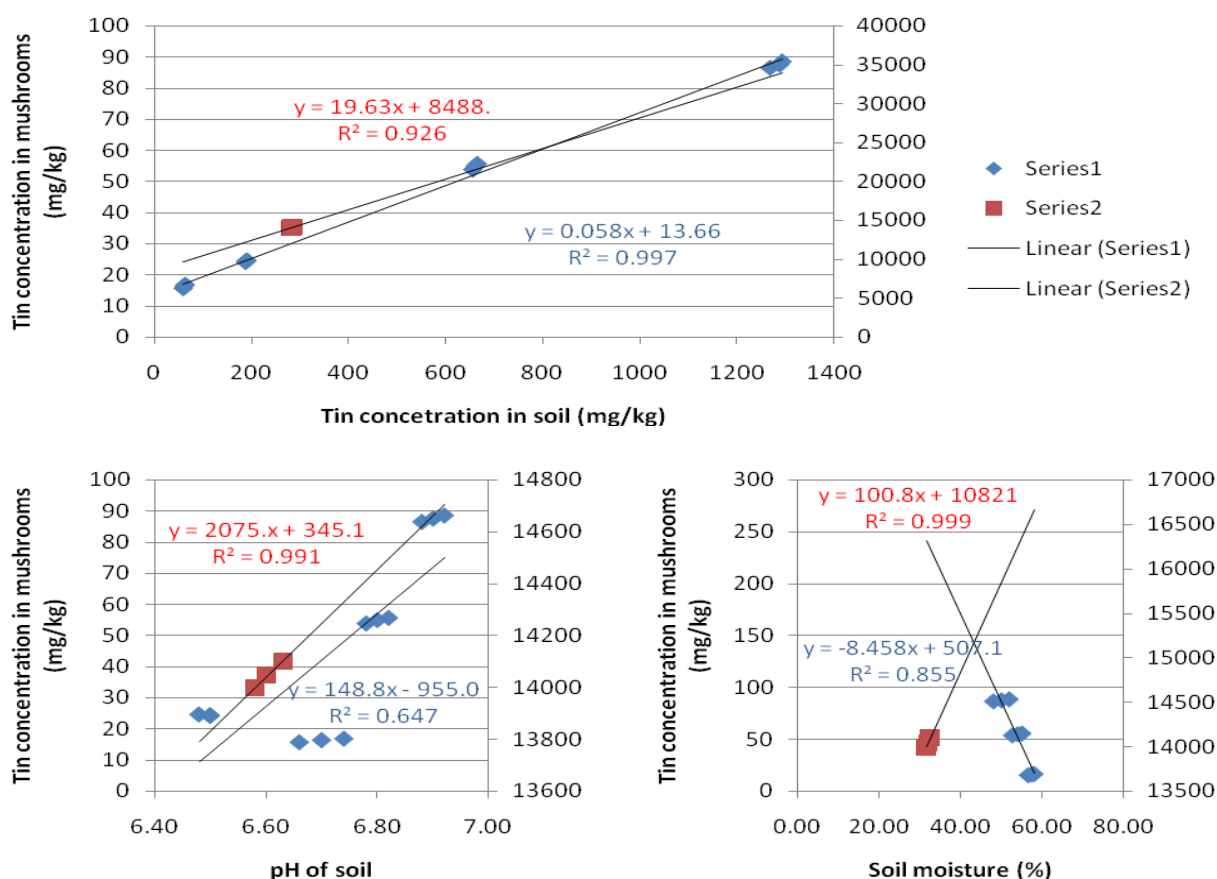 Tin concentration in mushrooms
(mg/kg)
100
90
80
70
60
50
40
30
20
10
0
y = 19.63x + 8488.
R² = 0.926
y = 0.058x + 13.66
R² = 0.997
40000
35000
30000
25000
20000
15000
10000
5000
0
0 200 400 600 800 1000 1200 1400
Tin concetration in soil (mg/kg)
Series1
Series2
Linear (Series1)
Linear (Series2)
Tin concentration in mushrooms
(mg/kg)
100
90
80
70
60
50
40
30
20
10
0
y = 2075.x + 345.1
R² = 0.991
y = 148.8x - 955.0
R² = 0.647
14800
14600
14400
14200
14000
13800
13600
6.40 6.60 6.80 7.00
pH of soil
Tin concentration in mushrooms
(mg/kg)
300
250
200
150
100
50
0
y = 100.8x + 10821
R² = 0.999
y = -8.458x + 507.1
R² = 0.855
17000
16500
16000
15500
15000
14500
14000
13500
0.00 20.00 40.00 60.00 80.00
Soil moisture (%)